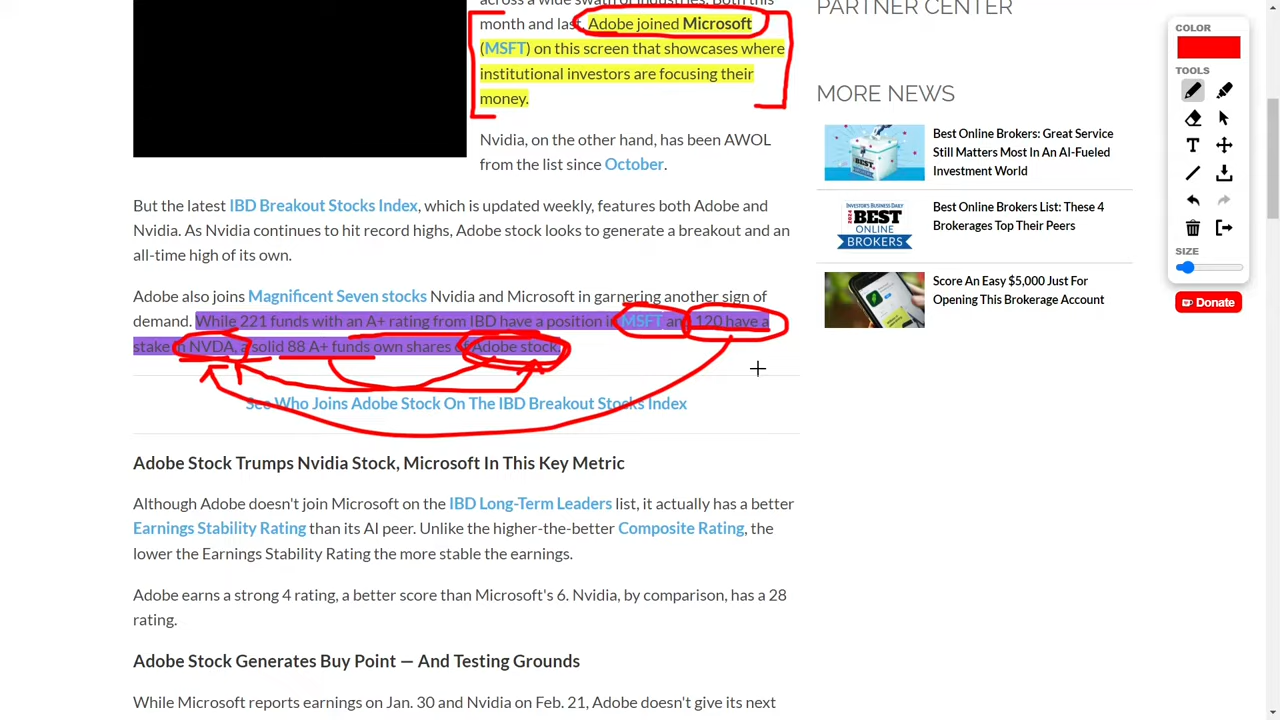 across a wide swath of industries. Both this
month and last, Adobe joined Microsoft
(MSFT) on this screen that showcases where
institutional investors are focusing their
money.
Nvidia, on the other hand, has been AWOL
from the list since October.
But the latest IBD Breakout Stocks Index, which is updated weekly, features both Adobe and
Nvidia. As Nvidia continues to hit record highs, Adobe stock looks to generate a breakout and an
all-time high of its own.
Adobe also joins Magnificent Seven stocks Nvidia and Microsoft in garnering another sign of
demand. While 221 funds with an A+ rating from IBD have a position in MSFT and 120 have a
stake in NVDA, a solid 88 A+ funds own shares of Adobe stock.
See Who Joins Adobe Stock On The IBD Breakout Stocks Index
Adobe Stock Trumps Nvidia Stock, Microsoft In This Key Metric
Although Adobe doesn't join Microsoft on the IBD Long-Term Leaders list, it actually has a better
Earnings Stability Rating than its AI peer. Unlike the higher-the-better Composite Rating, the
lower the Earnings Stability Rating the more stable the earnings.
Adobe earns a strong 4 rating, a better score than Microsoft's 6. Nvidia, by comparison, has a 28
rating.
Adobe Stock Generates Buy Point — And Testing Grounds
While Microsoft reports earnings on Jan. 30 and Nvidia on Feb. 21, Adobe doesn't give its next
PARTNER CENTER
MORE NEWS
Best Online Brokers: Great Service
Still Matters Most In An AI-Fueled
Investment World
INVESTOR'S BUSINESS DAILY
2024
BEST
ONLINE
BROKERS
Best Online Brokers List: These 4
Brokerages Top Their Peers
Score An Easy $5,000 Just For
Opening This Brokerage Account
COLOR
TOOLS
T
SIZE
Donate